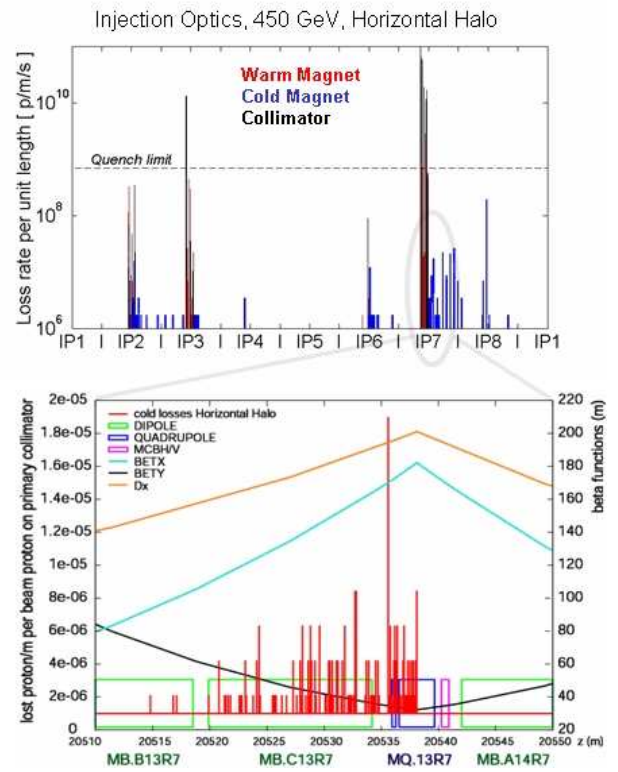 Injection Optics, 450 GeV, Horizontal Halo
Loss rate per unit length [ p/m/s ]
Warm Magnet
Cold Magnet
Collimator
Quench limit
10^10
10^8
10^6
IP1 | IP2 | IP3 | IP4 | IP5 | IP6 | IP7 | IP8 | IP1
lost proton/m per beam proton on primary collimator
2e-05
1.8e-05
1.6e-05
1.4e-05
1.2e-05
1e-05
8e-06
6e-06
4e-06
2e-06
0
cold losses Horizontal Halo
DIPOLE
QUADRUPOLE
MCBH/V
BETX
BETY
Dx
220
200
180
160
140
120
100
80
60
40
20
beta functions (m)
20510 20515 20520 20525 20530 20535 20540 20545 20550
z (m)
MB.B13R7 MB.C13R7 MQ.13R7 MB.A14R7